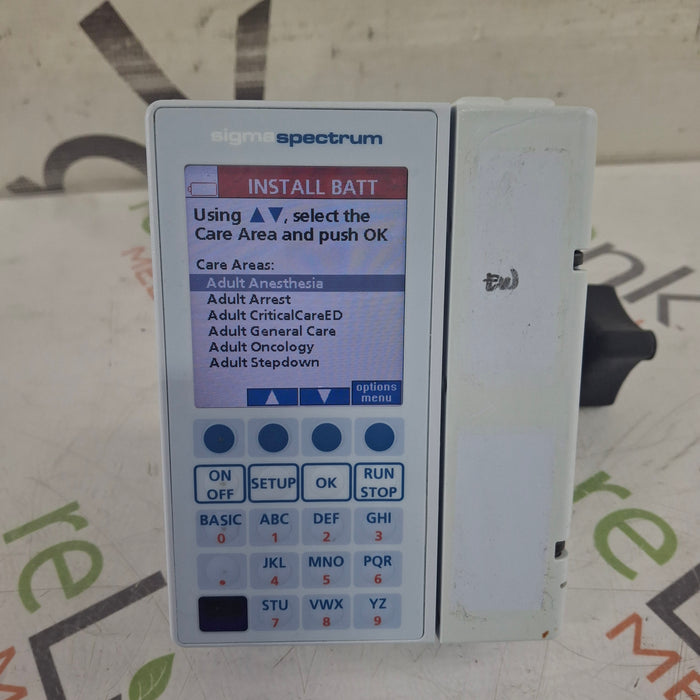 sigmaspectrum
INSTALL BATT
Using ▲▼, select the
Care Area and push OK
Care Areas:
Adult Anesthesia
Adult Arrest
Adult CriticalCareED
Adult General Care
Adult Oncology
Adult Stepdown
▲ ▼ options
menu
ON
OFF
SETUP
OK
RUN
STOP
BASIC
0
ABC
1
DEF
2
GHI
3
.
JKL
4
MNO
5
PQR
6
STU
7
VWX
8
YZ
9
EW
re